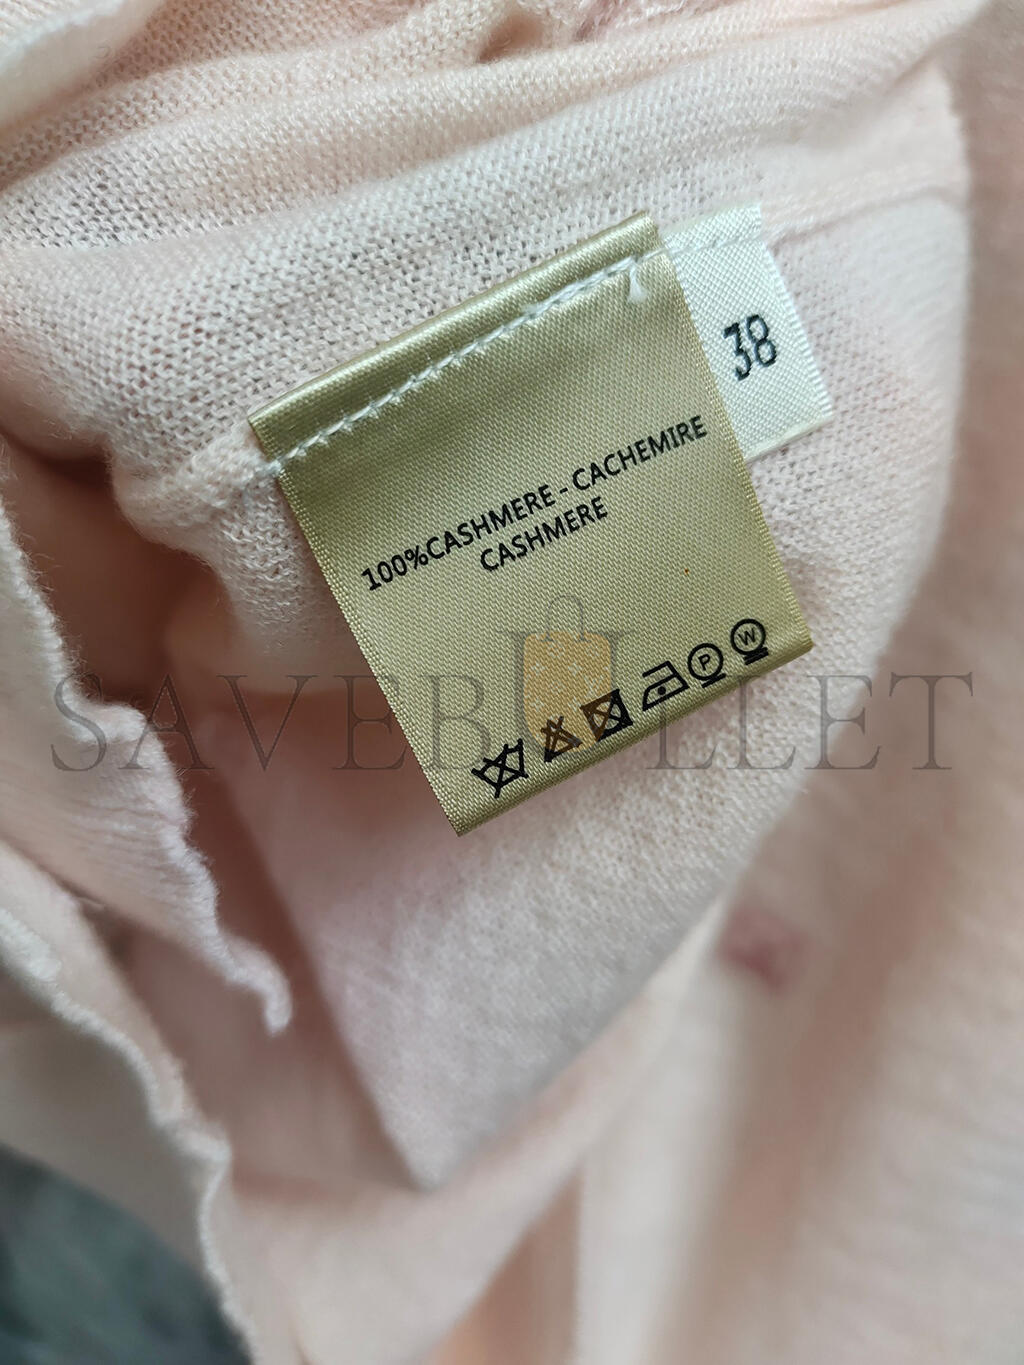 38
100%CASHMERE - CACHEMIRE
CASHMERE
P
W
SAVEBULLET